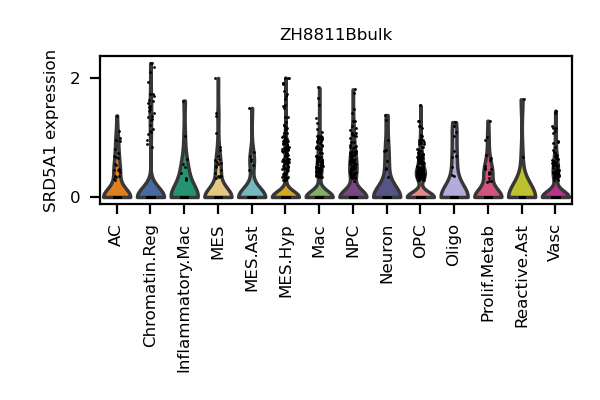 ZH8811Bbulk
SRD5A1 expression
2
0
AC
Chromatin.Reg
Inflammatory.Mac
MES
MES.Ast
MES.Hyp
Mac
NPC
Neuron
OPC
Oligo
Prolif.Metab
Reactive.Ast
Vasc